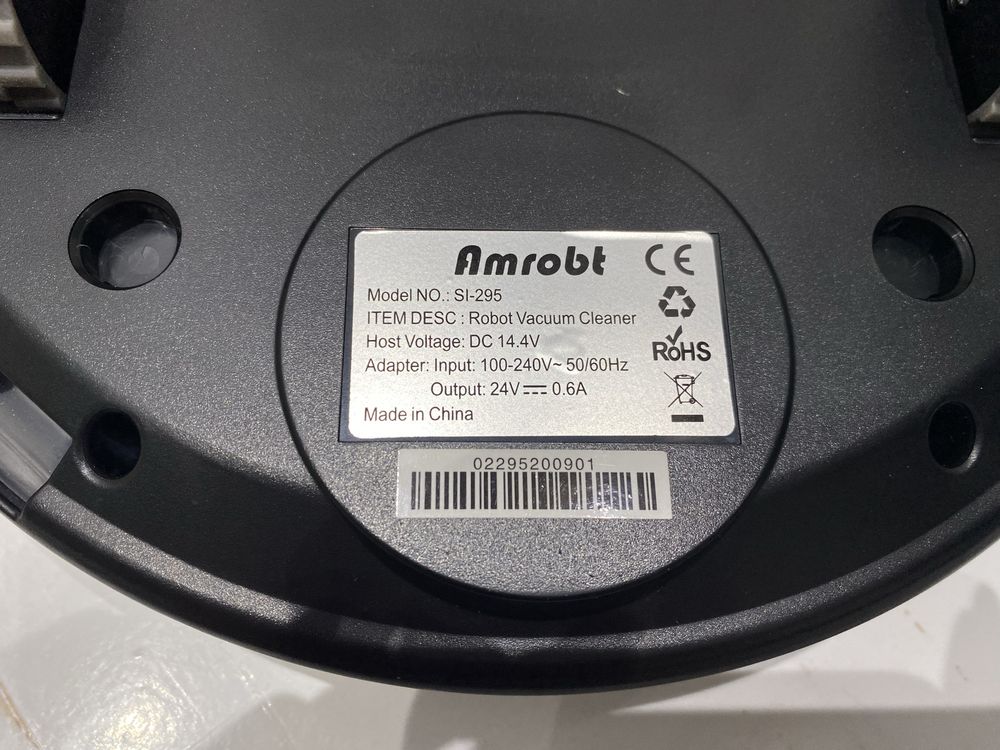 Amrobt
CE
Model NO.: SI-295
ITEM DESC : Robot Vacuum Cleaner
Host Voltage: DC 14.4V
RoHS
Adapter: Input: 100-240V~ 50/60Hz
Output: 24V⎓ 0.6A
Made in China
02295200901